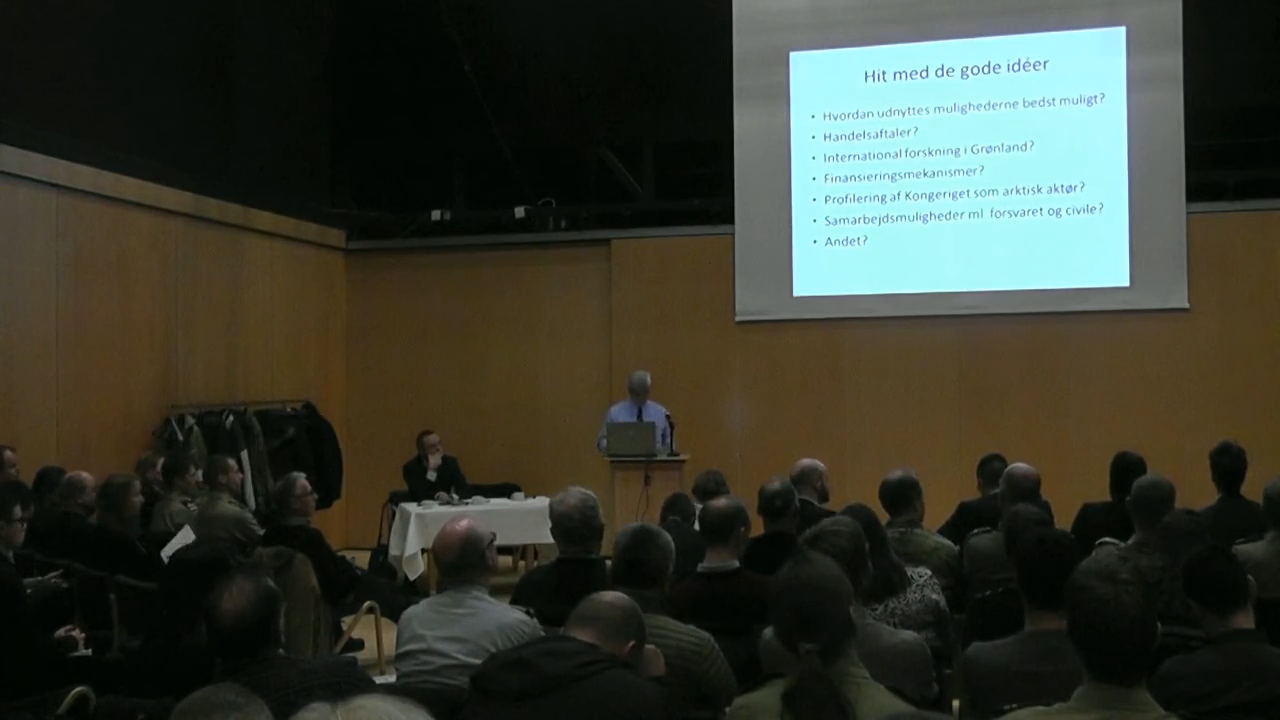 Hit med de gode idéer
• Hvordan udnyttes mulighederne bedst muligt?
• Handelsaftaler?
• International forskning i Grønland?
• Finansieringsmekanismer?
• Profilering af Kongeriget som arktisk aktør?
• Samarbejdsmuligheder ml forsvaret og civile?
• Andet?